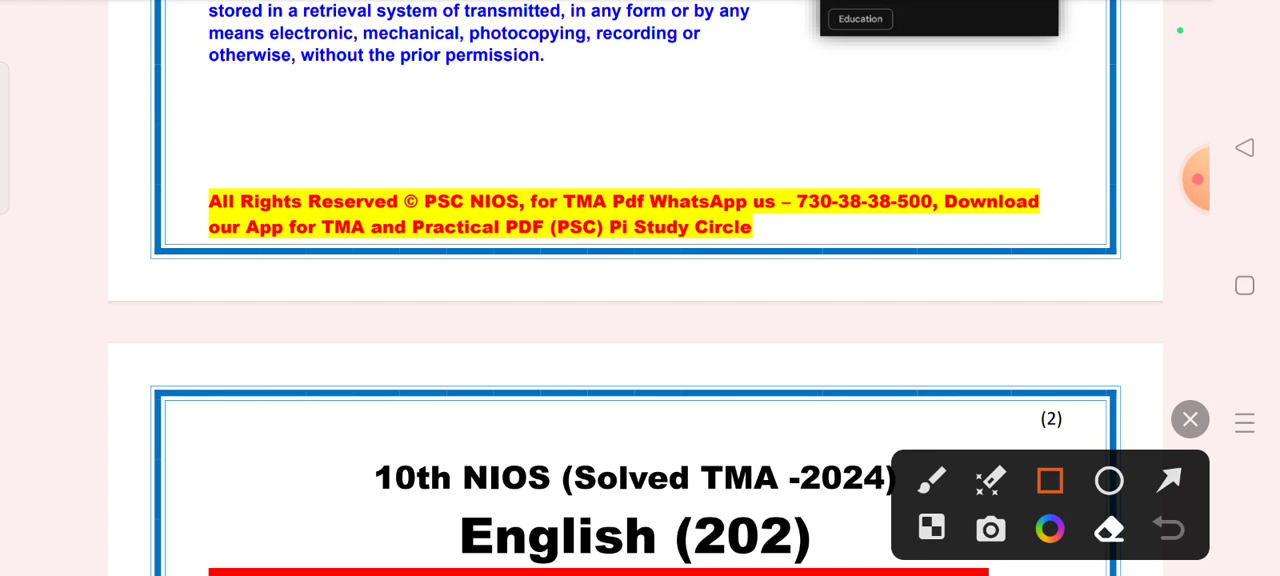 stored in a retrieval system of transmitted, in any form or by any
means electronic, mechanical, photocopying, recording or
otherwise, without the prior permission.
Education
All Rights Reserved © PSC NIOS, for TMA Pdf WhatsApp us – 730-38-38-500, Download
our App for TMA and Practical PDF (PSC) Pi Study Circle
(2)
10th NIOS (Solved TMA -2024)
English (202)